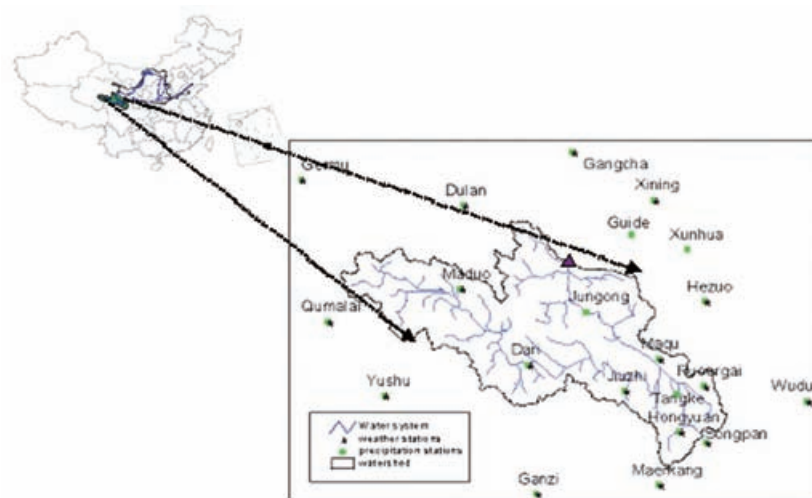 Gangcha
Germu
Xining
Dulan
Guide
Xunhua
Maduo
Hezuo
Jungong
Qumalai
Maqu
Dari
Ruoergai
Jiuzhi
Yushu
Tangke
Wudu
Hongyuan
Songpan
Water system
weather stations
precipitation stations
watershed
Maerkang
Ganzi